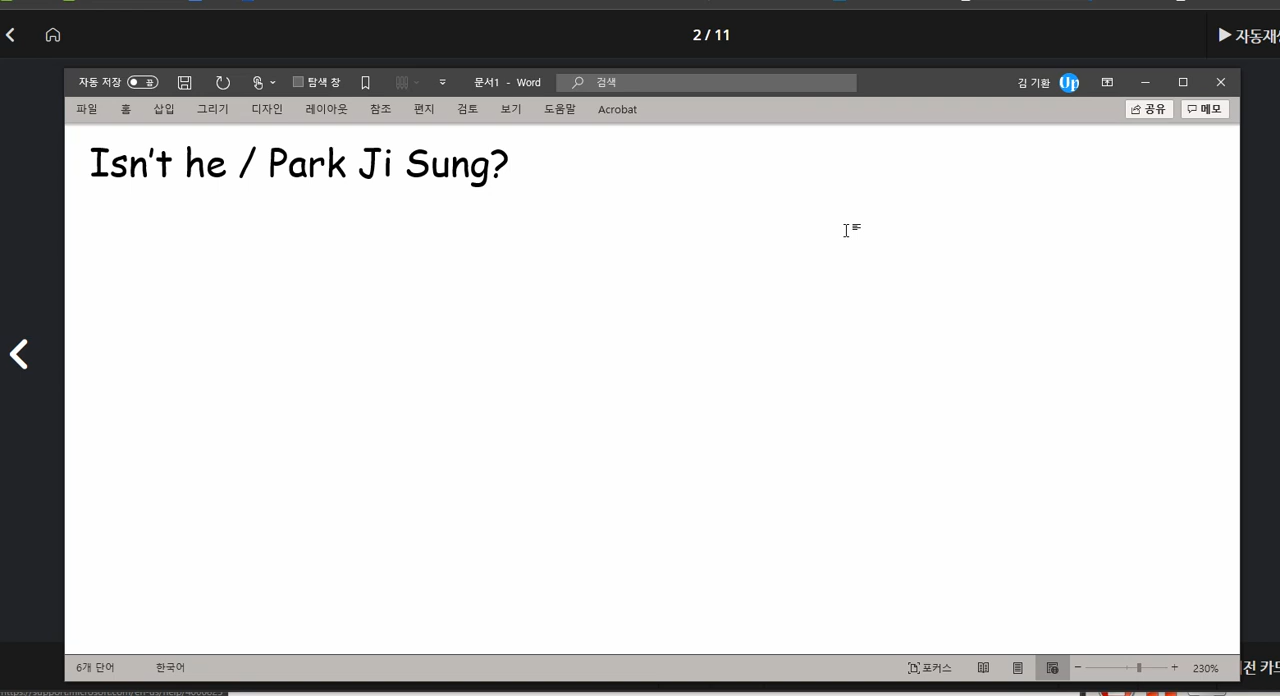 2 / 11
▶ 자동재생
자동 저장 끔 탐색 창 문서1 - Word 검색 김 기환 Up
파일 홈 삽입 그리기 디자인 레이아웃 참조 편지 검토 보기 도움말 Acrobat 공유 메모
Isn't he / Park Ji Sung?
6개 단어 한국어 포커스 - + 230%
전 카드